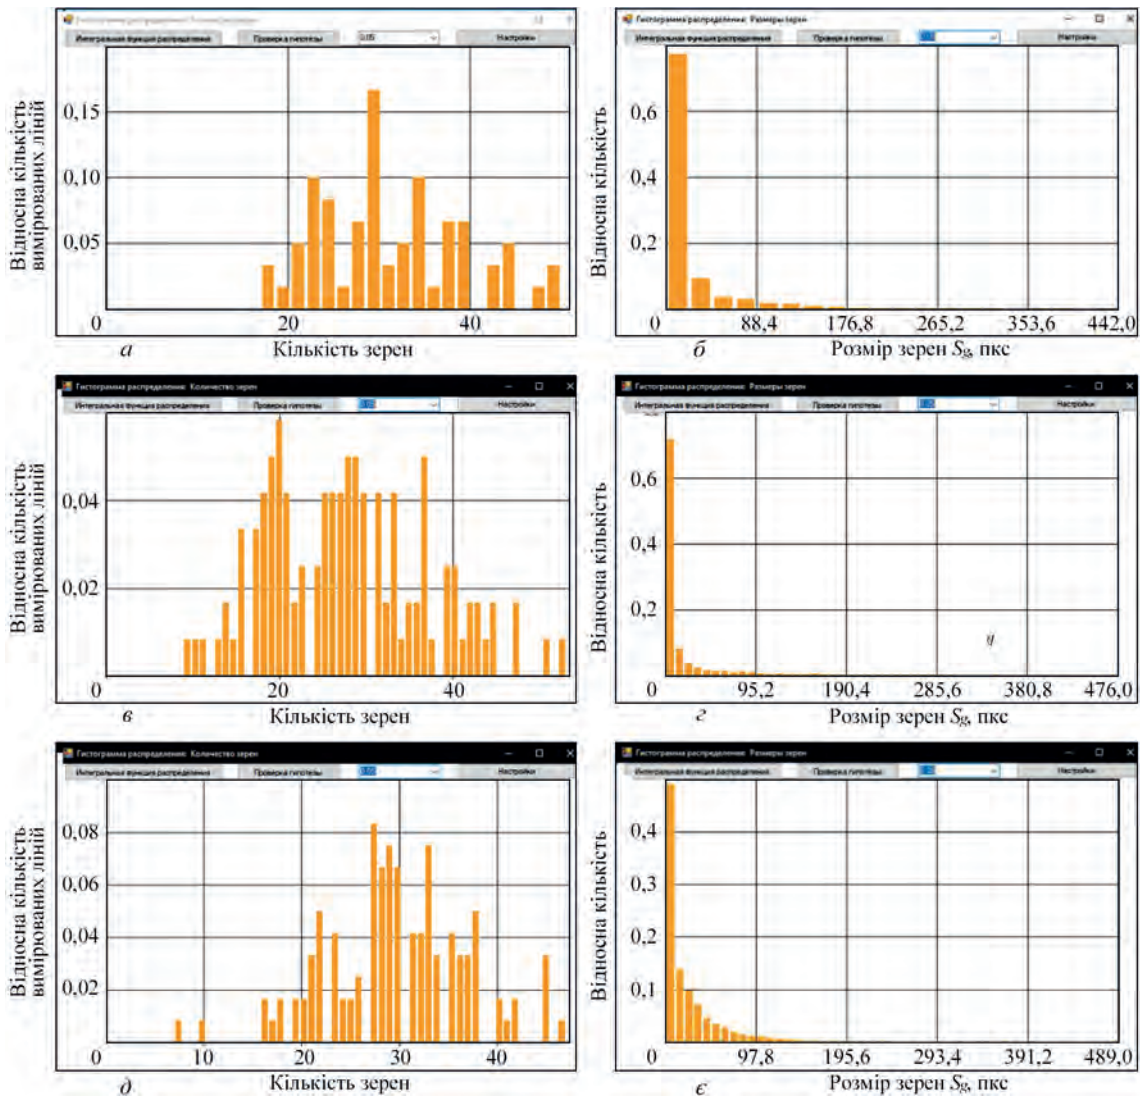 Гистограмма распределения: Размеры зерен
Интегральная функция распределения Проверка гипотезы 0.05 Настройки
Интегральная функция распределения Проверка гипотезы Настройки
Відносна кількість
вимірюваних ліній
0,15
0,10
0,05
0 20 40
а Кількість зерен
Відносна кількість
0,6
0,4
0,2
0 88,4 176,8 265,2 353,6 442,0
б Розмір зерен Sg, пкс
Гистограмма распределения: Количество зерен
Интегральная функция распределения Проверка гипотезы Настройки
Відносна кількість
вимірюваних ліній
0,04
0,02
0 20 40
в Кількість зерен
Гистограмма распределения: Размеры зерен
Интегральная функция распределения Проверка гипотезы Настройки
Відносна кількість
0,6
0,4
0,2
0 95,2 190,4 285,6 380,8 476,0
г Розмір зерен Sg, пкс
Гистограмма распределения: Количество зерен
Интегральная функция распределения Проверка гипотезы Настройки
Відносна кількість
вимірюваних ліній
0,08
0,06
0,04
0,02
0 10 20 30 40
д Кількість зерен
Гистограмма распределения: Размеры зерен
Интегральная функция распределения Проверка гипотезы Настройки
Відносна кількість
0,4
0,3
0,2
0,1
0 97,8 195,6 293,4 391,2 489,0
є Розмір зерен Sg, пкс